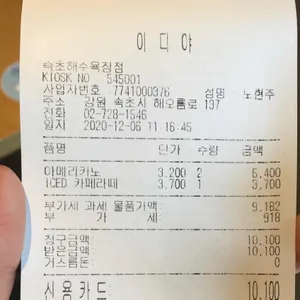 이 디 야
속초해수욕장점
KIOSK NO 545001
사업자번호 7741000376 성명 노현주
주소 강원 속초시 해오름로 137
전화 02-728-1546
일자 2020-12-06 11:16:45
품명 단가 수량 금액
아메리카노 3,200 2 6,400
ICED 카페라떼 3,700 1 3,700
부가세 과세 물품가액 9,182
부 가 세 918
청구금액 10,100
받은금액 10,100
거스름돈 0
신용카드 10,100